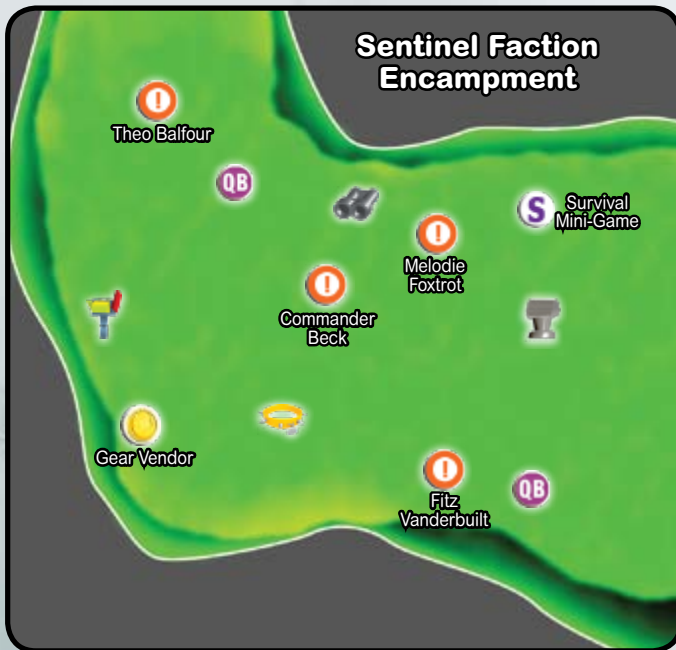 Sentinel Faction
Encampment
!
Theo Balfour
QB
S
Survival
Mini-Game
!
Melodie
Foxtrot
!
Commander
Beck
Gear Vendor
!
Fitz
Vanderbuilt
QB